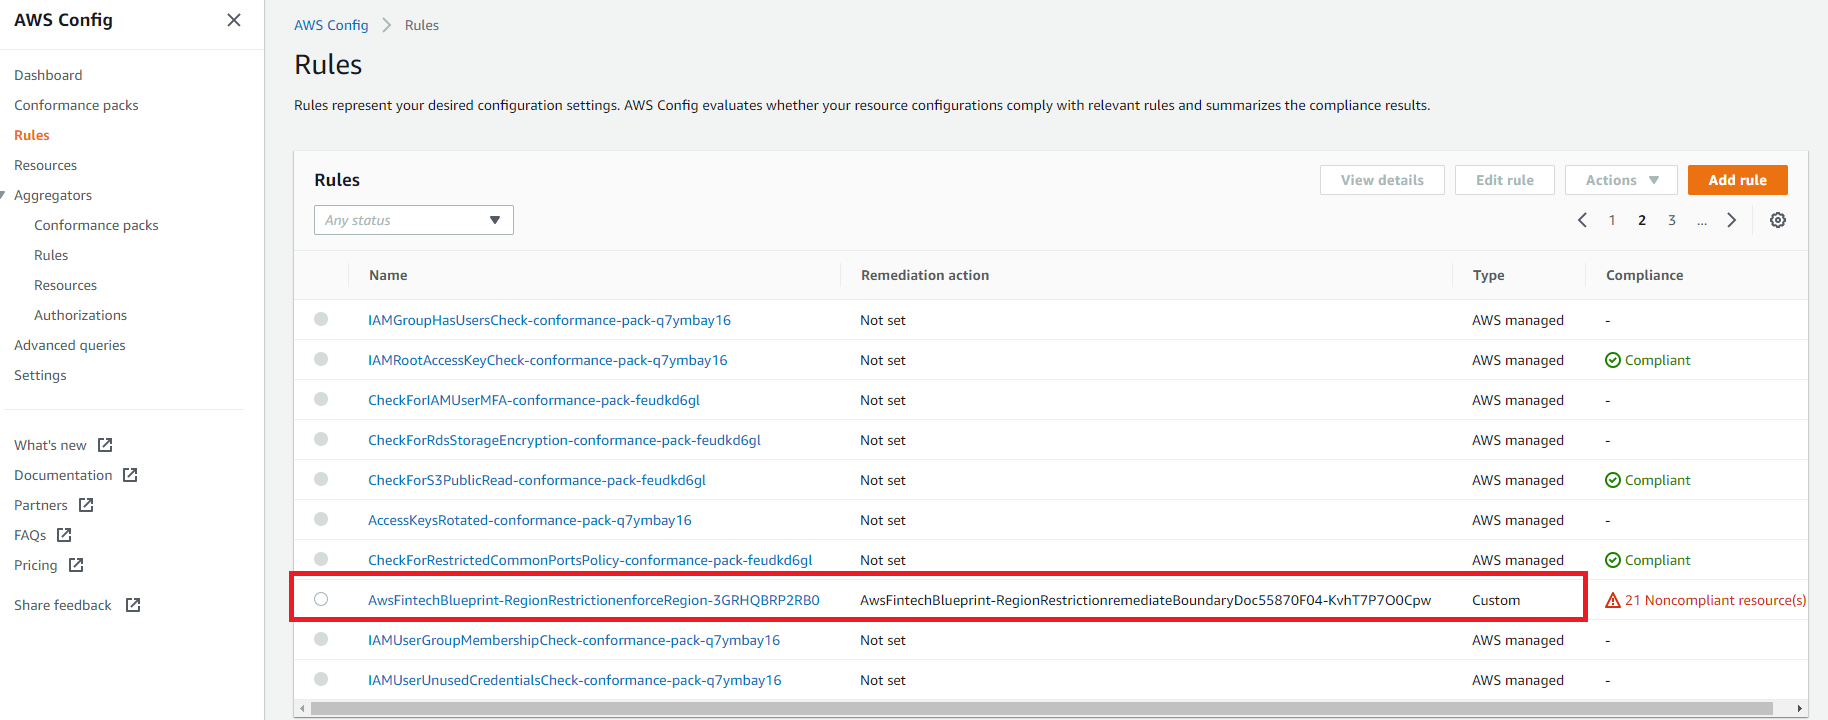 AWS Config
Dashboard
Conformance packs
Rules
Resources
Aggregators
Conformance packs
Rules
Resources
Authorizations
Advanced queries
Settings
What's new
Documentation
Partners
FAQs
Pricing
Share feedback
AWS Config > Rules
Rules
Rules represent your desired configuration settings. AWS Config evaluates whether your resource configurations comply with relevant rules and summarizes the compliance results.
Rules View details Edit rule Actions Add rule
Any status 1 2 3 ...
Name Remediation action Type Compliance
IAMGroupHasUsersCheck-conformance-pack-q7ymbay16 Not set AWS managed -
IAMRootAccessKeyCheck-conformance-pack-q7ymbay16 Not set AWS managed Compliant
CheckForIAMUserMFA-conformance-pack-feudkd6gl Not set AWS managed -
CheckForRdsStorageEncryption-conformance-pack-feudkd6gl Not set AWS managed -
CheckForS3PublicRead-conformance-pack-feudkd6gl Not set AWS managed Compliant
AccessKeysRotated-conformance-pack-q7ymbay16 Not set AWS managed -
CheckForRestrictedCommonPortsPolicy-conformance-pack-feudkd6gl Not set AWS managed Compliant
AwsFintechBlueprint-RegionRestrictionenforceRegion-3GRHQBRP2RB0 AwsFintechBlueprint-RegionRestrictionremediateBoundaryDoc55870F04-KvhT7P7O0Cpw Custom 21 Noncompliant resource(s)
IAMUserGroupMembershipCheck-conformance-pack-q7ymbay16 Not set AWS managed -
IAMUserUnusedCredentialsCheck-conformance-pack-q7ymbay16 Not set AWS managed -